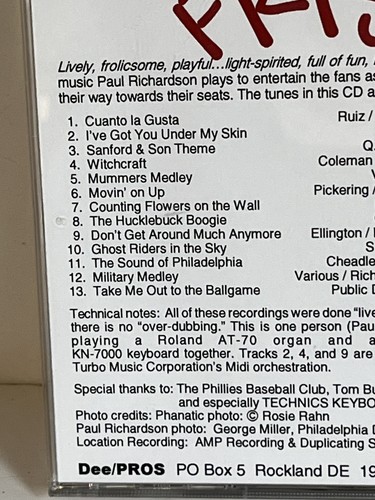 Lively, frolicsome, playful...light-spirited, full of fun,
music Paul Richardson plays to entertain the fans as
their way towards their seats. The tunes in this CD a
1. Cuanto la Gusta Ruiz /
2. I've Got You Under My Skin
3. Sanford & Son Theme Q.
4. Witchcraft Coleman
5. Mummers Medley V
6. Movin' on Up Pickering /
7. Counting Flowers on the Wall
8. The Hucklebuck Boogie
9. Don't Get Around Much Anymore Ellington /
10. Ghost Riders in the Sky S
11. The Sound of Philadelphia Cheadle
12. Military Medley Various / Rich
13. Take Me Out to the Ballgame Public D
Technical notes: All of these recordings were done "live
there is no "over-dubbing." This is one person (Pau
playing a Roland AT-70 organ and a
KN-7000 keyboard together. Tracks 2, 4, and 9 are
Turbo Music Corporation's Midi orchestration.
Special thanks to: The Phillies Baseball Club, Tom Bu
and especially TECHNICS KEYBO
Photo credits: Phanatic photo: © Rosie Rahn
Paul Richardson photo: George Miller, Philadelphia D
Location Recording: AMP Recording & Duplicating S
Dee/PROS PO Box 5 Rockland DE 19